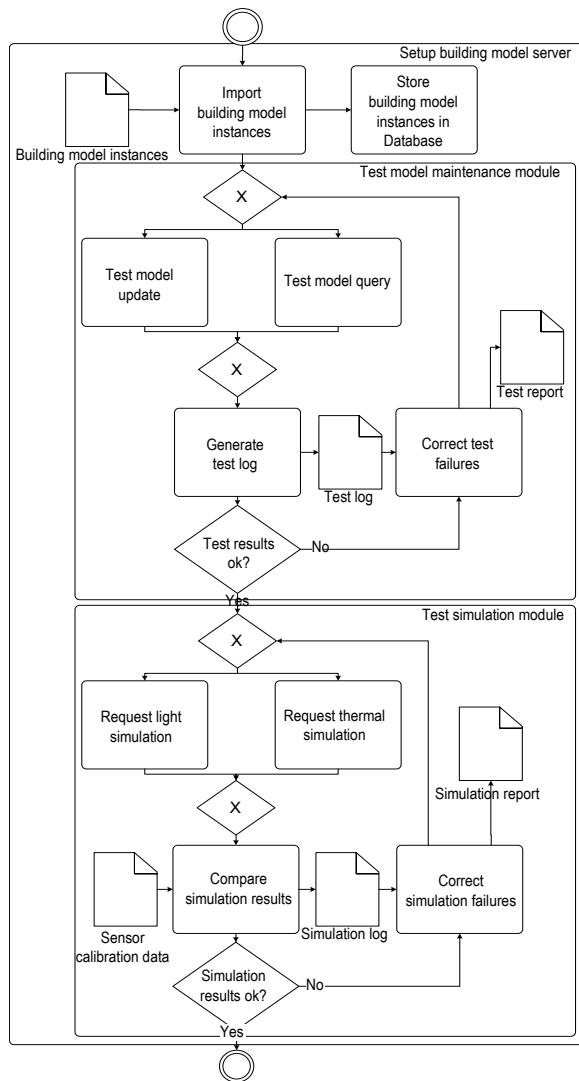 Setup building model server
Import
building model
instances
Store
building model
instances in
Database
Building model instances
Test model maintenance module
X
Test model
update
Test model query
X
Test report
Generate
test log
Test log
Correct test
failures
Test results
ok?
No
Yes
Test simulation module
X
Request light
simulation
Request thermal
simulation
Simulation report
X
Sensor
calibration data
Compare
simulation results
Simulation log
Correct
simulation failures
Simulation
results ok?
No
Yes